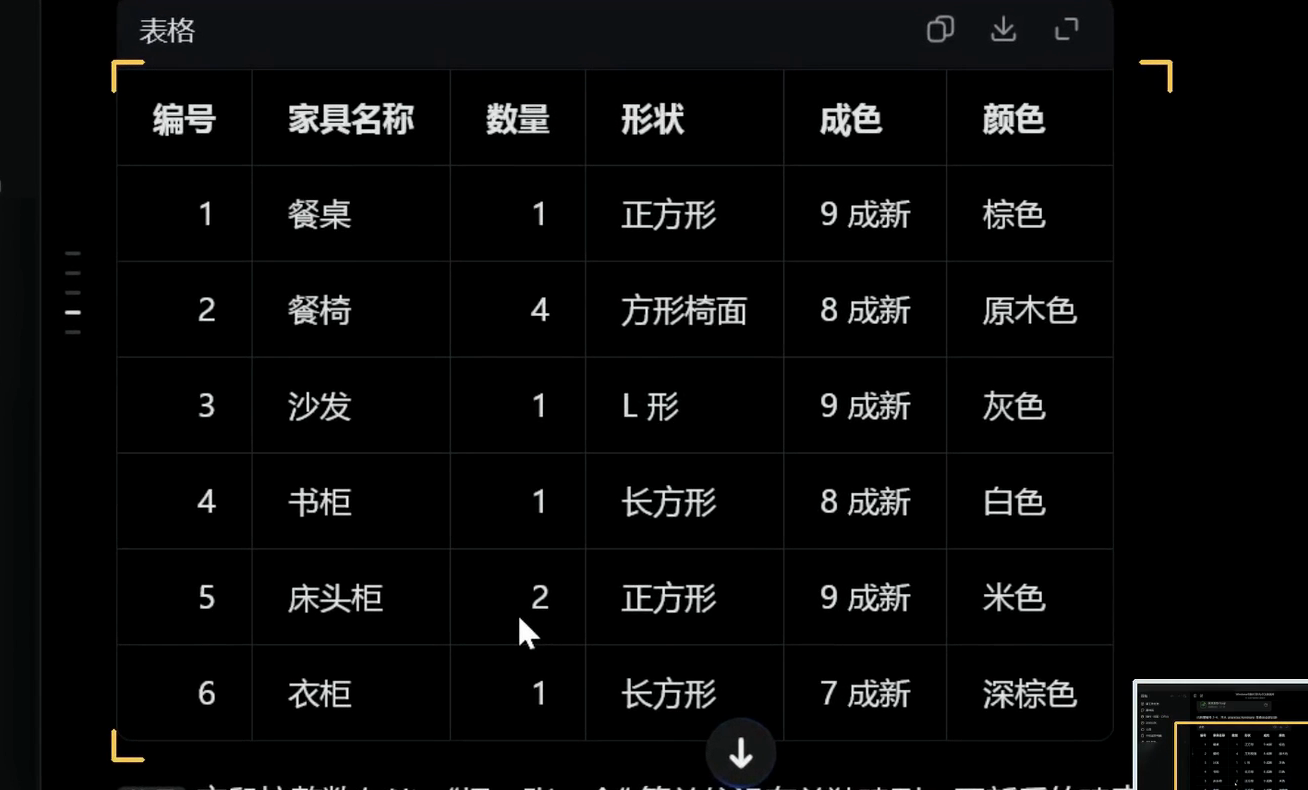 表格
编号 家具名称 数量 形状 成色 颜色
1 餐桌 1 正方形 9 成新 棕色
2 餐椅 4 方形椅面 8 成新 原木色
3 沙发 1 L 形 9 成新 灰色
4 书柜 1 长方形 8 成新 白色
5 床头柜 2 正方形 9 成新 米色
6 衣柜 1 长方形 7 成新 深棕色